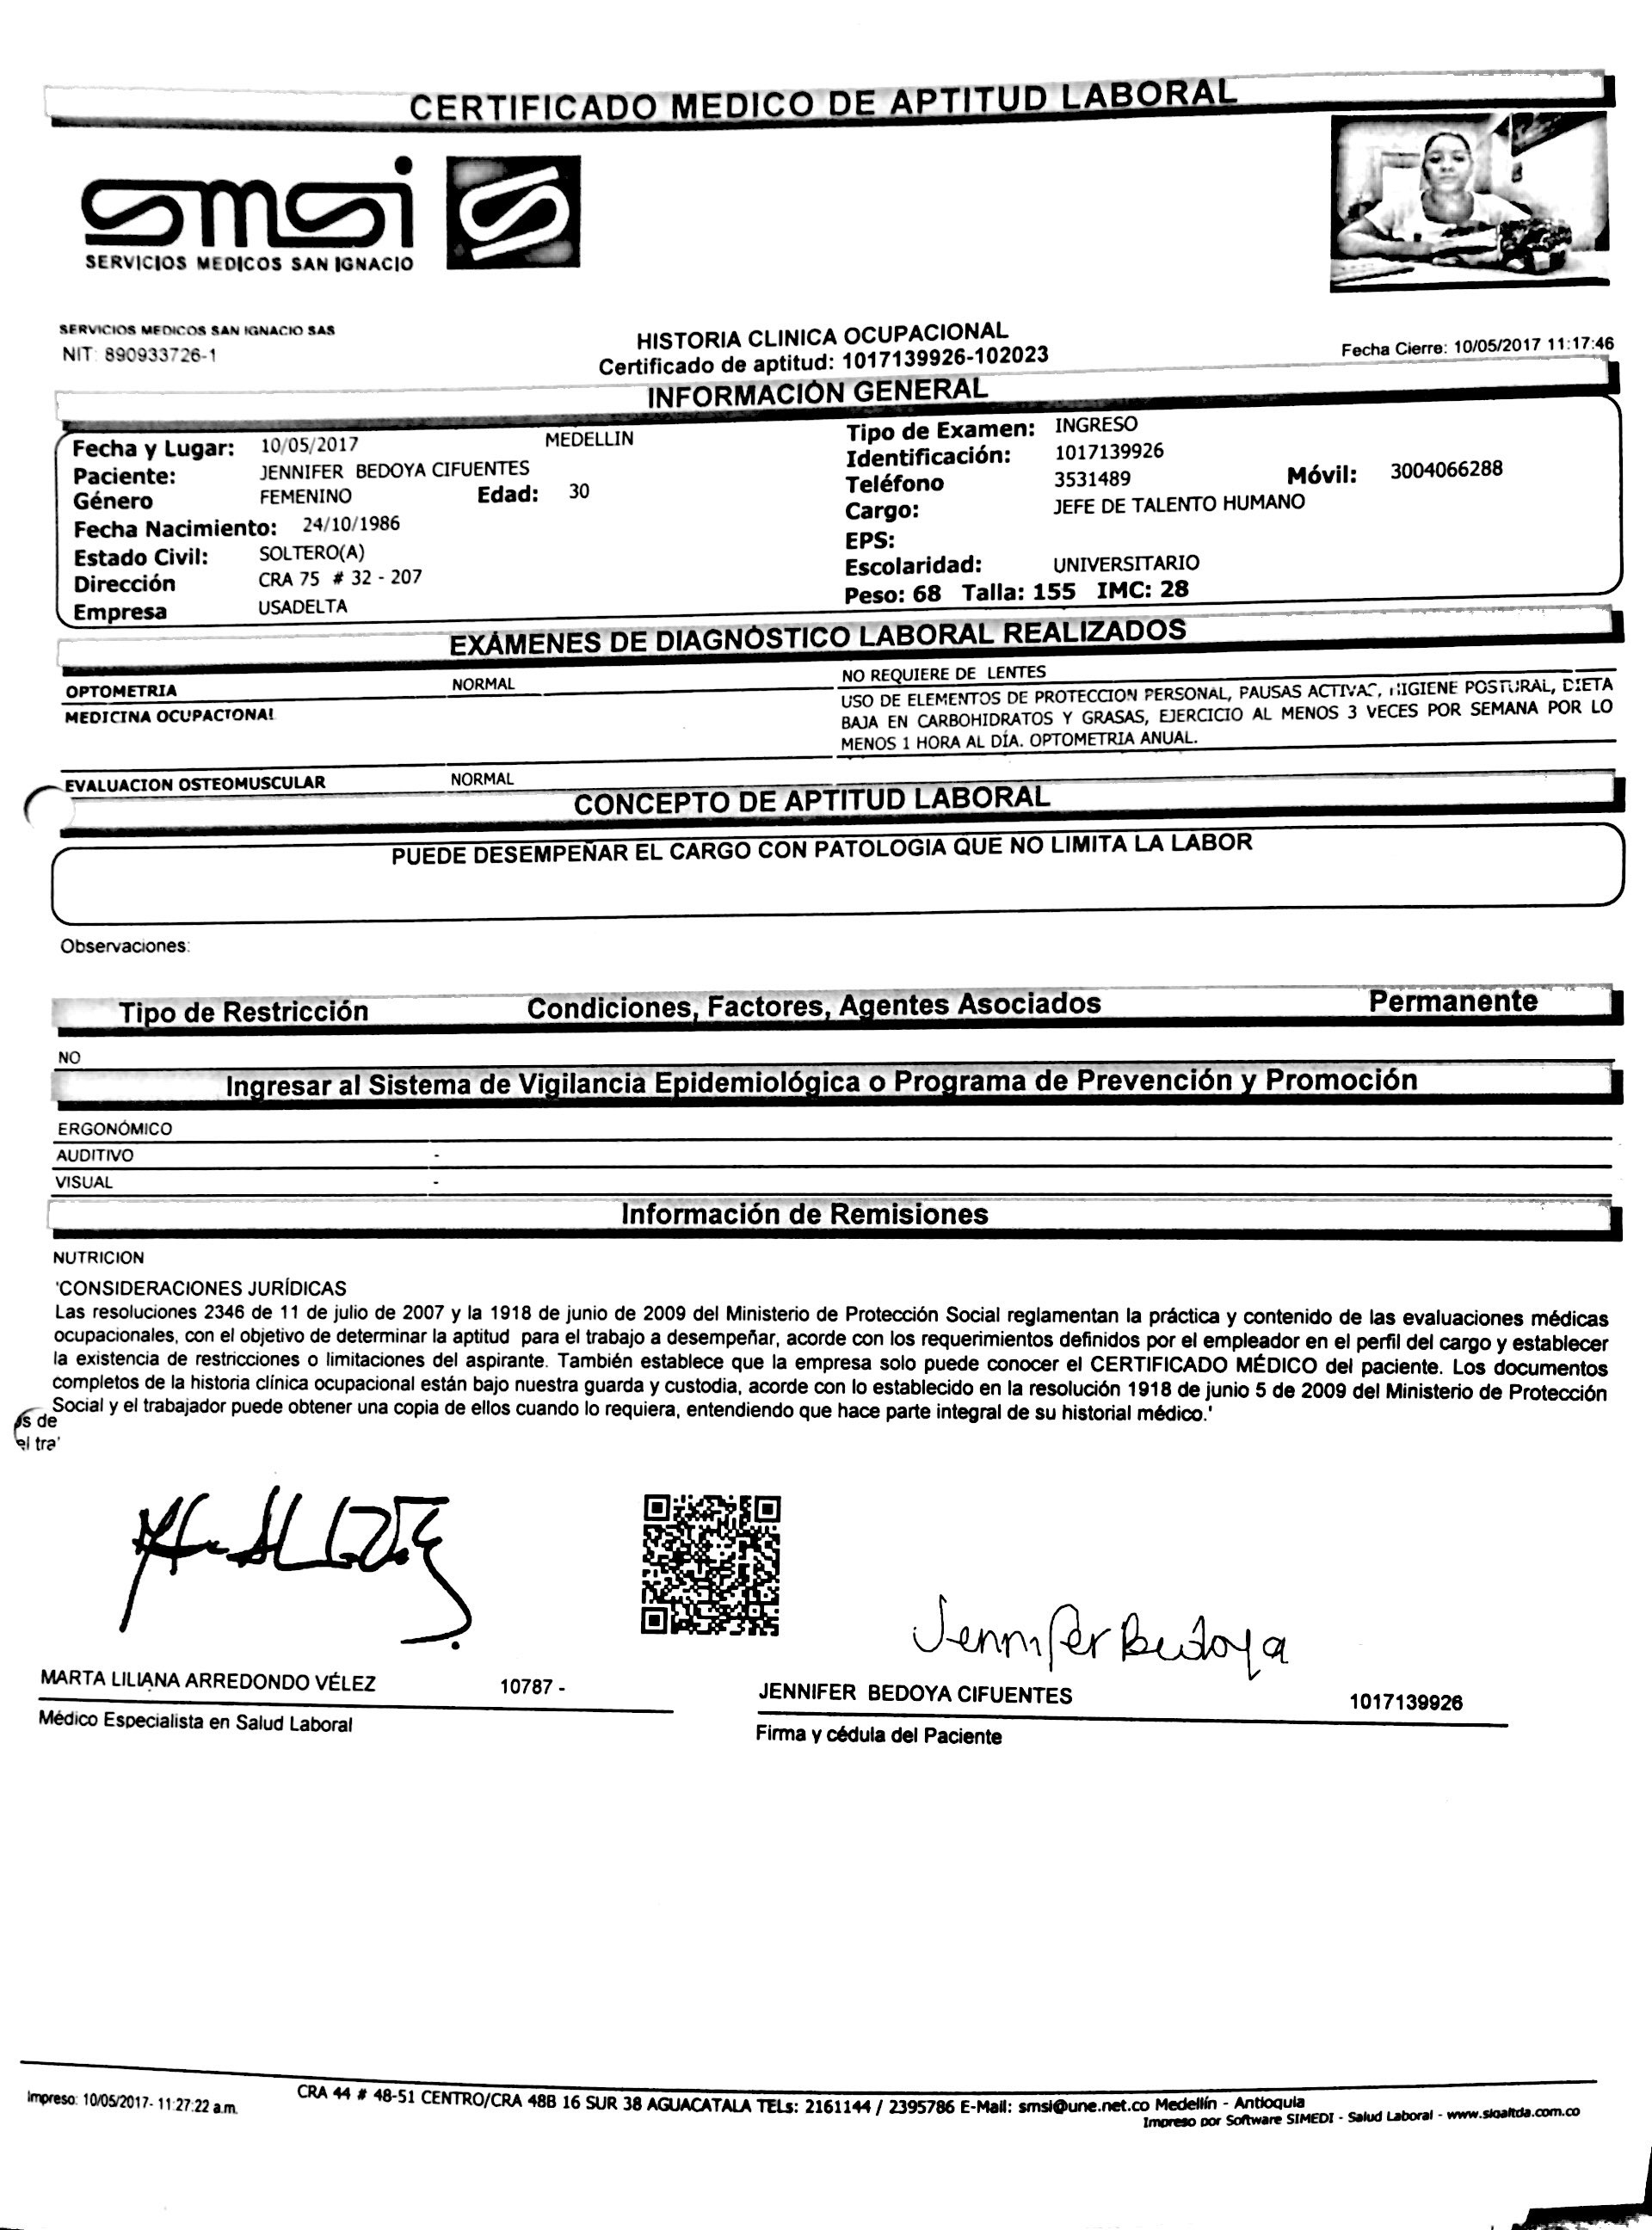 CERTIFICADO MEDICO DE APTITUD LABORAL
smsi
SERVICIOS MEDICOS SAN IGNACIO
SERVICIOS MEDICOS SAN IGNACIO SAS
NIT: 890933726-1
HISTORIA CLINICA OCUPACIONAL
Certificado de aptitud: 1017139926-102023
Fecha Cierre: 10/05/2017 11:17:46
INFORMACIÓN GENERAL
Fecha y Lugar: 10/05/2017 MEDELLIN Tipo de Examen: INGRESO
Paciente: JENNIFER BEDOYA CIFUENTES Identificación: 1017139926
Género FEMENINO Edad: 30 Teléfono 3531489 Móvil: 3004066288
Fecha Nacimiento: 24/10/1986 Cargo: JEFE DE TALENTO HUMANO
Estado Civil: SOLTERO(A) EPS:
Dirección CRA 75 # 32 - 207 Escolaridad: UNIVERSITARIO
Empresa USADELTA Peso: 68 Talla: 155 IMC: 28
EXÁMENES DE DIAGNÓSTICO LABORAL REALIZADOS
OPTOMETRIA NORMAL NO REQUIERE DE LENTES
MEDICINA OCUPACIONAL USO DE ELEMENTOS DE PROTECCION PERSONAL, PAUSAS ACTIVAS, HIGIENE POSTURAL, DIETA
BAJA EN CARBOHIDRATOS Y GRASAS, EJERCICIO AL MENOS 3 VECES POR SEMANA POR LO
MENOS 1 HORA AL DÍA. OPTOMETRIA ANUAL.
EVALUACION OSTEOMUSCULAR NORMAL
CONCEPTO DE APTITUD LABORAL
PUEDE DESEMPEÑAR EL CARGO CON PATOLOGIA QUE NO LIMITA LA LABOR
Observaciones:
Tipo de Restricción Condiciones, Factores, Agentes Asociados Permanente
NO
Ingresar al Sistema de Vigilancia Epidemiológica o Programa de Prevención y Promoción
ERGONÓMICO
AUDITIVO -
VISUAL -
Información de Remisiones
NUTRICION
'CONSIDERACIONES JURÍDICAS
Las resoluciones 2346 de 11 de julio de 2007 y la 1918 de junio de 2009 del Ministerio de Protección Social reglamentan la práctica y contenido de las evaluaciones médicas
ocupacionales, con el objetivo de determinar la aptitud para el trabajo a desempeñar, acorde con los requerimientos definidos por el empleador en el perfil del cargo y establecer
la existencia de restricciones o limitaciones del aspirante. También establece que la empresa solo puede conocer el CERTIFICADO MÉDICO del paciente. Los documentos
completos de la historia clínica ocupacional están bajo nuestra guarda y custodia, acorde con lo establecido en la resolución 1918 de junio 5 de 2009 del Ministerio de Protección
Social y el trabajador puede obtener una copia de ellos cuando lo requiera, entendiendo que hace parte integral de su historial médico.'
s de
el tra
Jennifer Bedoya
MARTA LILIANA ARREDONDO VÉLEZ 10787 -
Médico Especialista en Salud Laboral
JENNIFER BEDOYA CIFUENTES 1017139926
Firma y cédula del Paciente
Impreso: 10/05/2017- 11:27:22 a.m.
CRA 44 # 48-51 CENTRO/CRA 48B 16 SUR 38 AGUACATALA TELs: 2161144 / 2395786 E-Mail: smsi@une.net.co Medellín - Antioquia
Impreso por Software SIMEDI - Salud Laboral - www.sigaltda.com.co